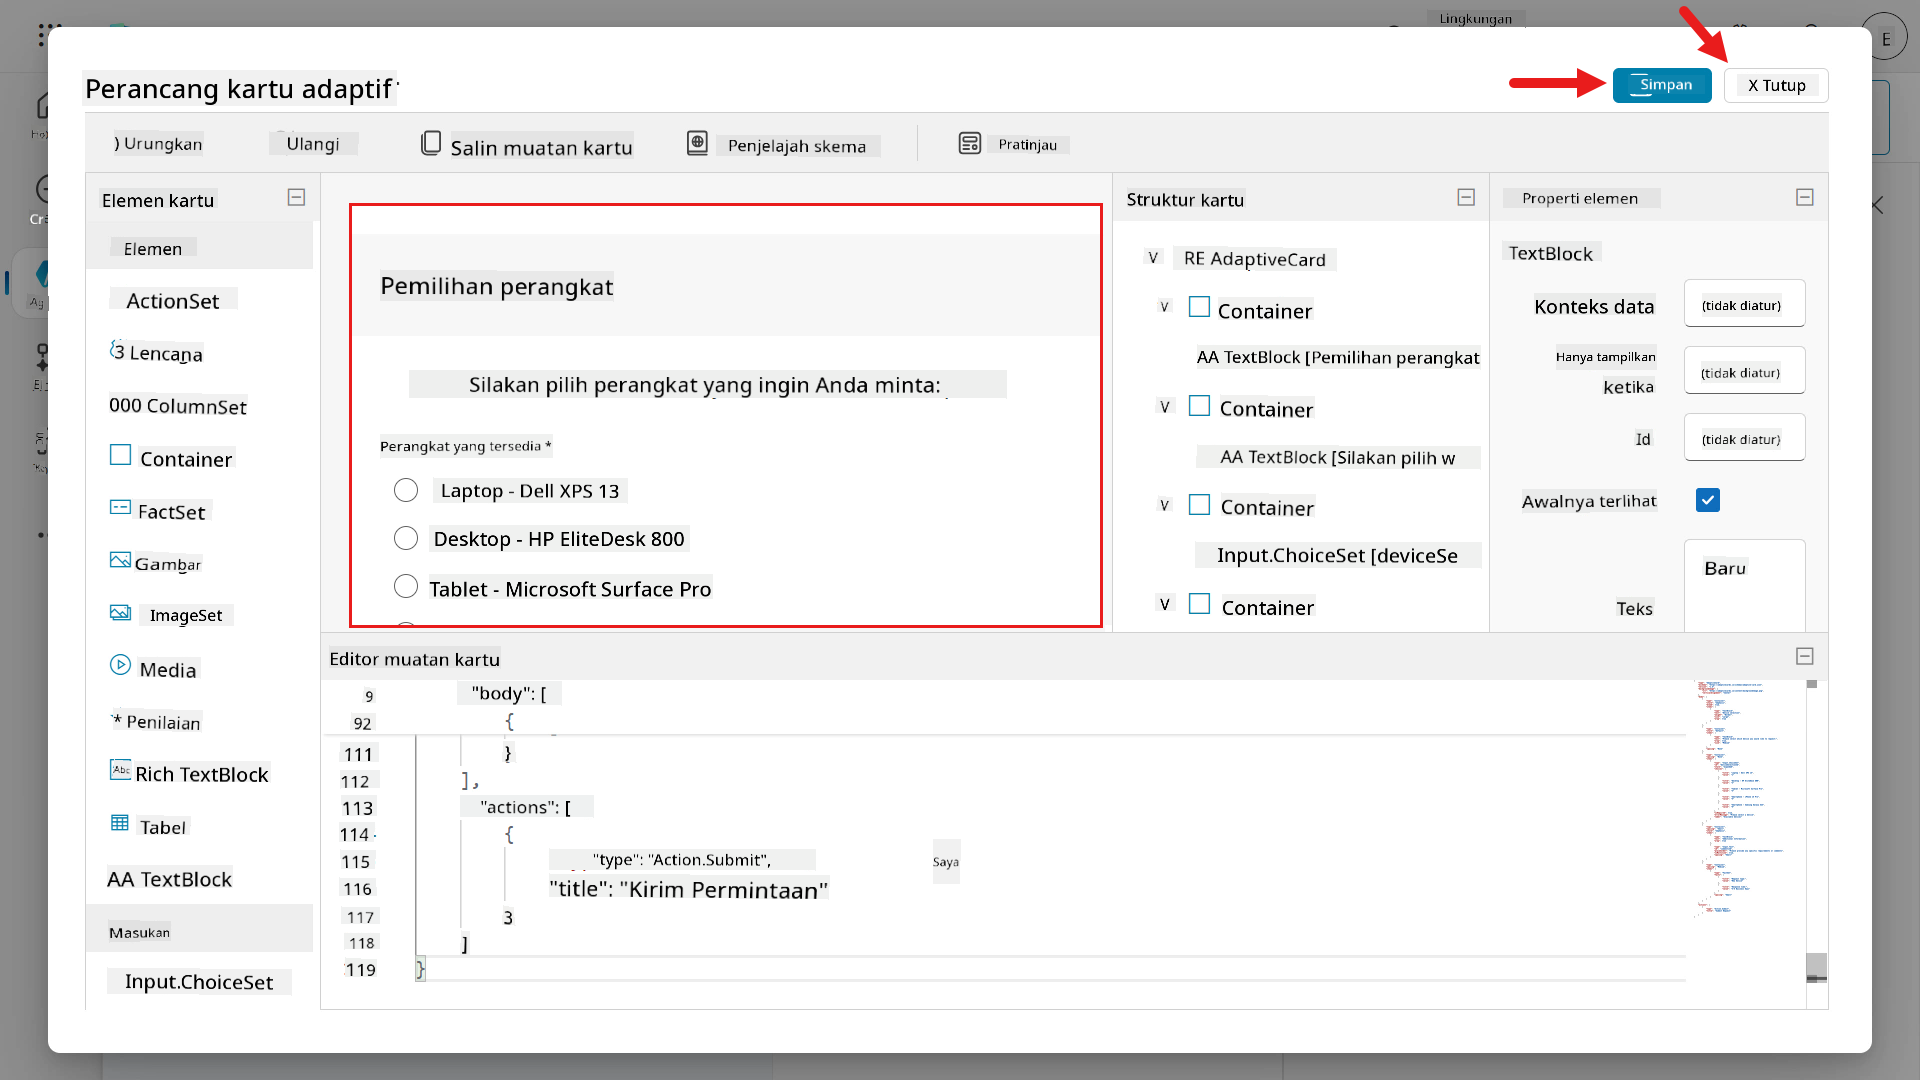 Lingkungan
E
Perancang kartu adaptif
Simpan
X Tutup
) Urungkan
Ulangi
Salin muatan kartu
Penjelajah skema
Pratinjau
Elemen kartu
Elemen
ActionSet
3 Lencana
000 ColumnSet
Container
FactSet
Gambar
ImageSet
Media
* Penilaian
Abc Rich TextBlock
Tabel
AA TextBlock
Masukan
Input.ChoiceSet
Pemilihan perangkat
Silakan pilih perangkat yang ingin Anda minta:
Perangkat yang tersedia *
Laptop - Dell XPS 13
Desktop - HP EliteDesk 800
Tablet - Microsoft Surface Pro
Struktur kartu
V RE AdaptiveCard
V Container
AA TextBlock [Pemilihan perangkat
V Container
AA TextBlock [Silakan pilih w
V Container
Input.ChoiceSet [deviceSe
V Container
Properti elemen
TextBlock
Konteks data (tidak diatur)
Hanya tampilkan
ketika (tidak diatur)
Id (tidak diatur)
Awalnya terlihat
Baru
Teks
Editor muatan kartu
9 "body": [
92 {
111 }
112 ],
113 "actions": [
114 {
115 "type": "Action.Submit",
Saya
116 "title": "Kirim Permintaan"
117 3
118 ]
119 }